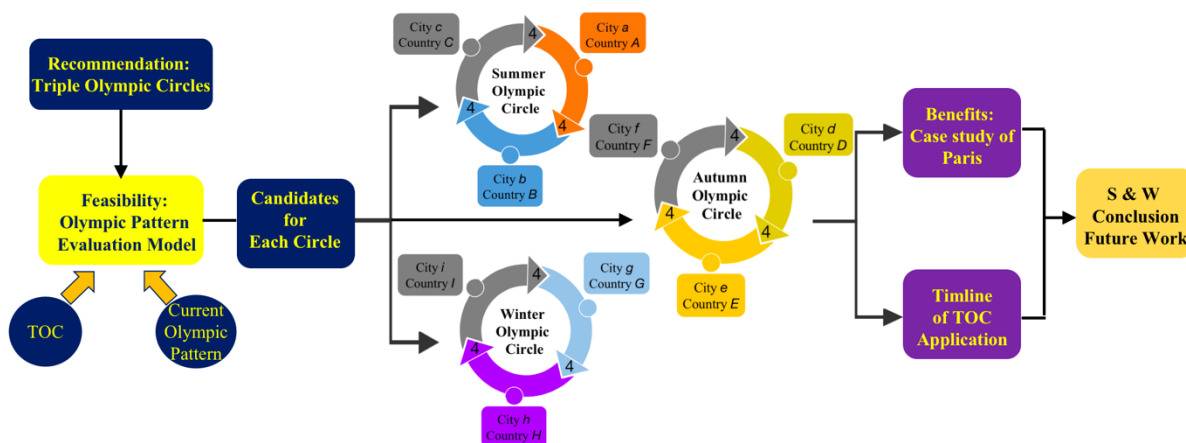 Recommendation:
Triple Olympic Circles
Feasibility:
Olympic Pattern
Evaluation Model
TOC
Current
Olympic
Pattern
Candidates
for
Each Circle
City c
Country C
City a
Country A
4
4
4
Summer
Olympic
Circle
City b
Country B
City f
Country F
City d
Country D
4
4
4
Autumn
Olympic
Circle
City e
Country E
City i
Country I
City g
Country G
4
4
4
Winter
Olympic
Circle
City h
Country H
Benefits:
Case study of
Paris
Timline
of TOC
Application
S & W
Conclusion
Future Work